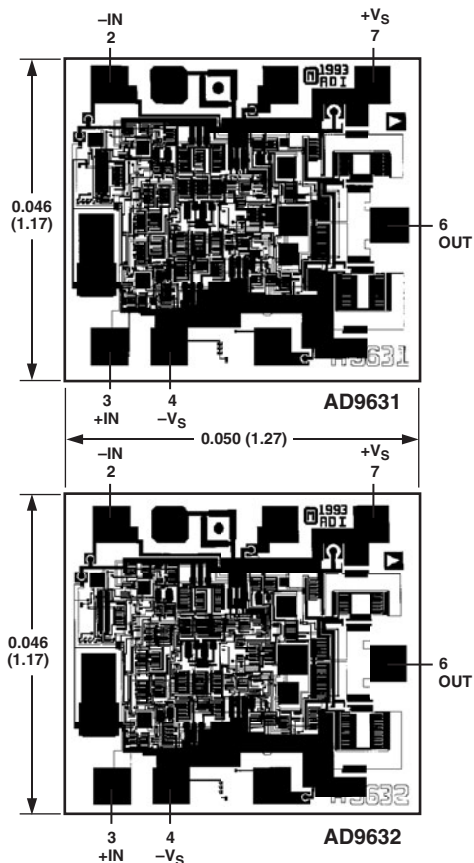 –IN
2
+VS
7
1993
ADI
0.046
(1.17)
6
OUT
3
+IN
4
–VS
AD9631
0.050 (1.27)
–IN
2
+VS
7
1993
ADI
0.046
(1.17)
6
OUT
9632
3
+IN
4
–VS
AD9632